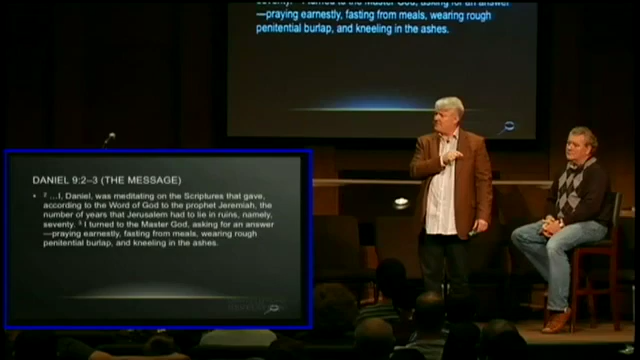 seventy. ³I turned to the Master God, asking for an answer
—praying earnestly, fasting from meals, wearing rough
penitential burlap, and kneeling in the ashes.
DANIEL 9:2–3 (THE MESSAGE)
• ² …I, Daniel, was meditating on the Scriptures that gave,
according to the Word of God to the prophet Jeremiah, the
number of years that Jerusalem had to lie in ruins, namely,
seventy. ³ I turned to the Master God, asking for an answer
—praying earnestly, fasting from meals, wearing rough
penitential burlap, and kneeling in the ashes.